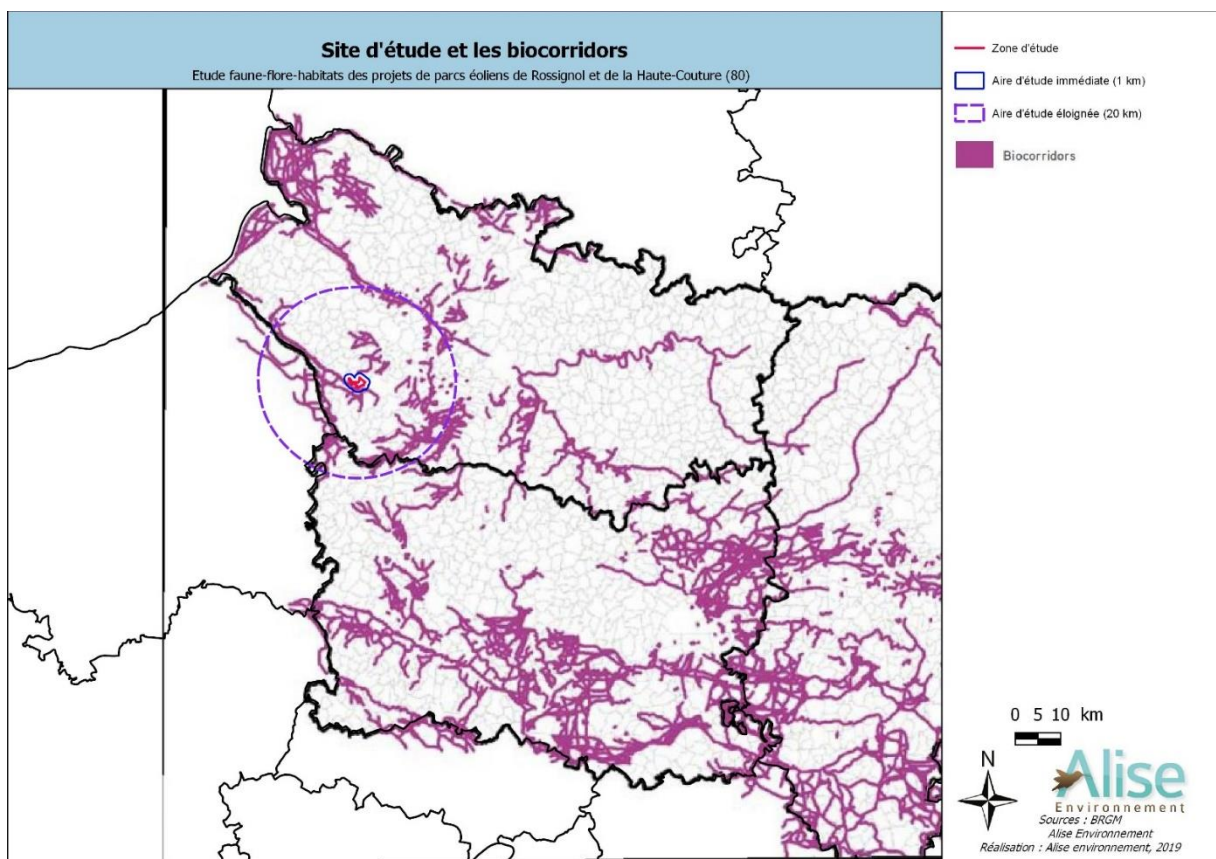 Site d'étude et les biocorridors
Etude faune-flore-habitats des projets de parcs éoliens de Rossignol et de la Haute-Couture (80)
Zone d'étude
Aire d'étude immédiate (1 km)
Aire d'étude éloignée (20 km)
Biocorridors
0 5 10 km
N
Alise
Environnement
Sources : BRGM
Alise Environnement
Réalisation : Alise environnement, 2019